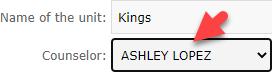 Name of the unit: Kings
Counselor: ASHLEY LOPEZ